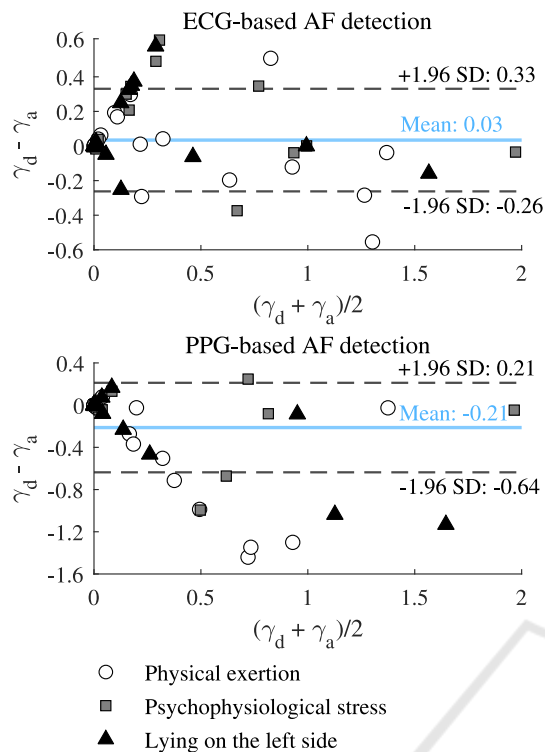 ECG-based AF detection
0.6
0.4
0.2
0
-0.2
-0.4
-0.6
γd - γa
+1.96 SD: 0.33
Mean: 0.03
-1.96 SD: -0.26
0 0.5 1 1.5 2
(γd + γa)/2
PPG-based AF detection
0.4
0
-0.4
-0.8
-1.2
-1.6
γd - γa
+1.96 SD: 0.21
Mean: -0.21
-1.96 SD: -0.64
0 0.5 1 1.5 2
(γd + γa)/2
Physical exertion
Psychophysiological stress
Lying on the left side